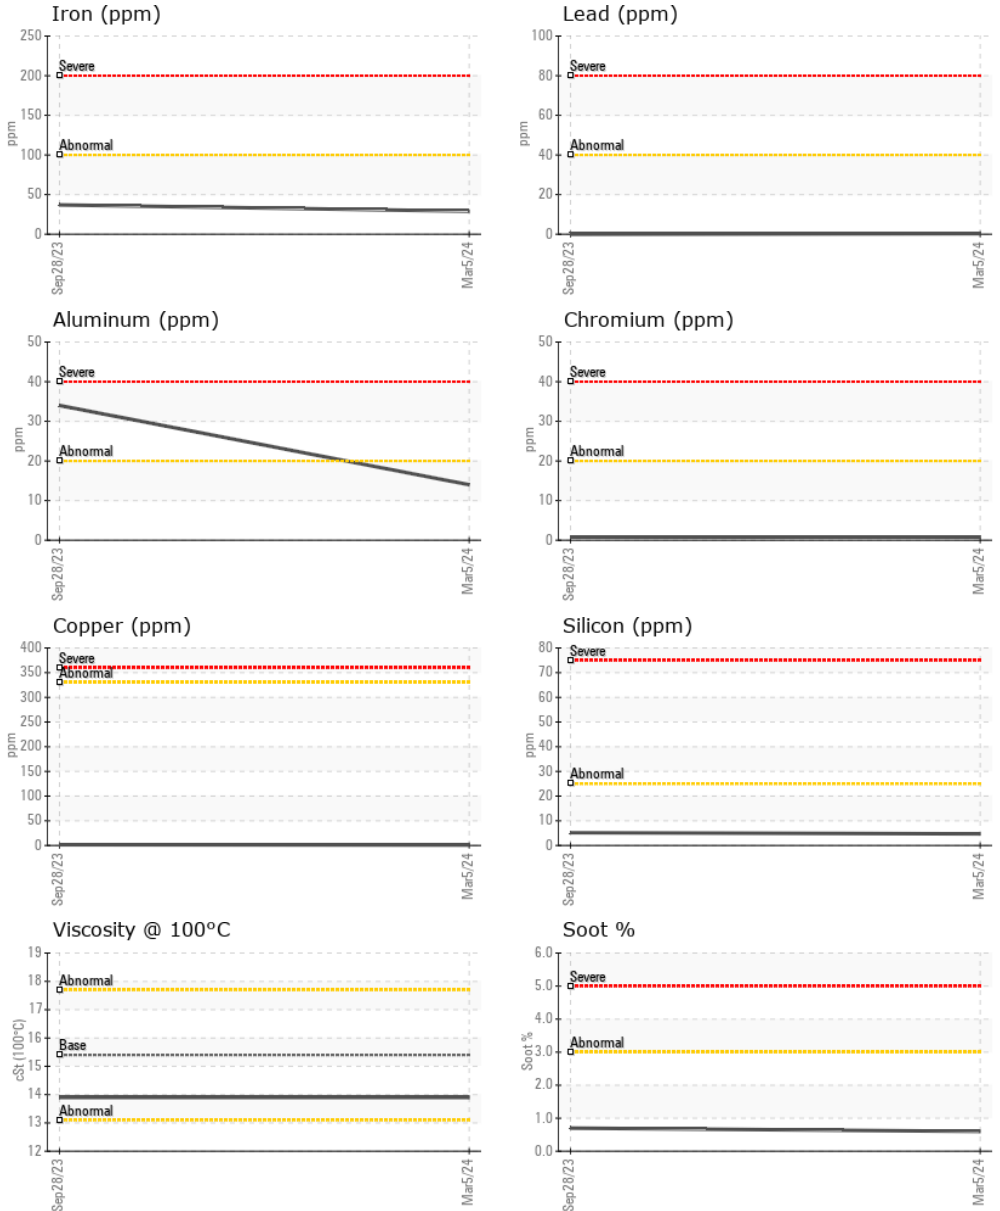 Iron (ppm)
250
200
150
100
50
0
ppm
Severe
Abnormal
Sep28/23
Mar5/24
Lead (ppm)
100
80
60
40
20
0
ppm
Severe
Abnormal
Sep28/23
Mar5/24
Aluminum (ppm)
50
40
30
20
10
0
ppm
Severe
Abnormal
Sep28/23
Mar5/24
Chromium (ppm)
50
40
30
20
10
0
ppm
Severe
Abnormal
Sep28/23
Mar5/24
Copper (ppm)
400
350
300
250
200
150
100
50
0
ppm
Severe
Abnormal
Sep28/23
Mar5/24
Silicon (ppm)
80
70
60
50
40
30
20
10
0
ppm
Severe
Abnormal
Sep28/23
Mar5/24
Viscosity @ 100°C
19
18
17
16
15
14
13
12
cSt (100°C)
Abnormal
Base
Abnormal
Sep28/23
Mar5/24
Soot %
6.0
5.0
4.0
3.0
2.0
1.0
0.0
Soot %
Severe
Abnormal
Sep28/23
Mar5/24